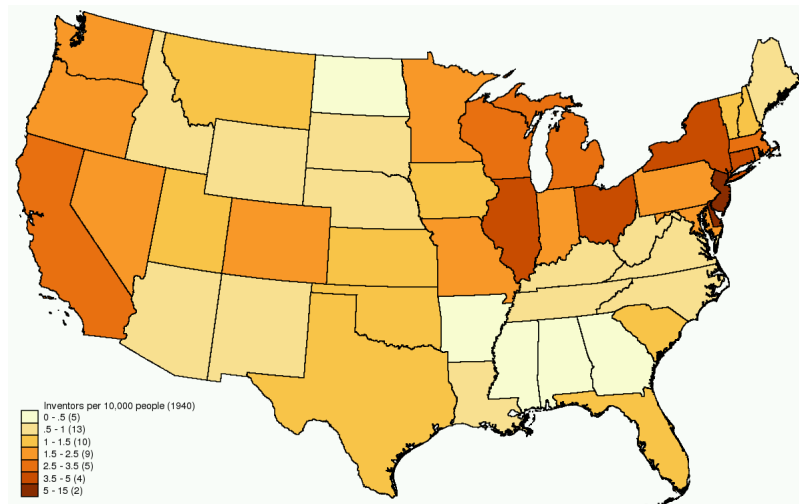 Inventors per 10,000 people (1940)
0 - .5 (5)
.5 - 1 (13)
1 - 1.5 (10)
1.5 - 2.5 (9)
2.5 - 3.5 (5)
3.5 - 5 (4)
5 - 15 (2)